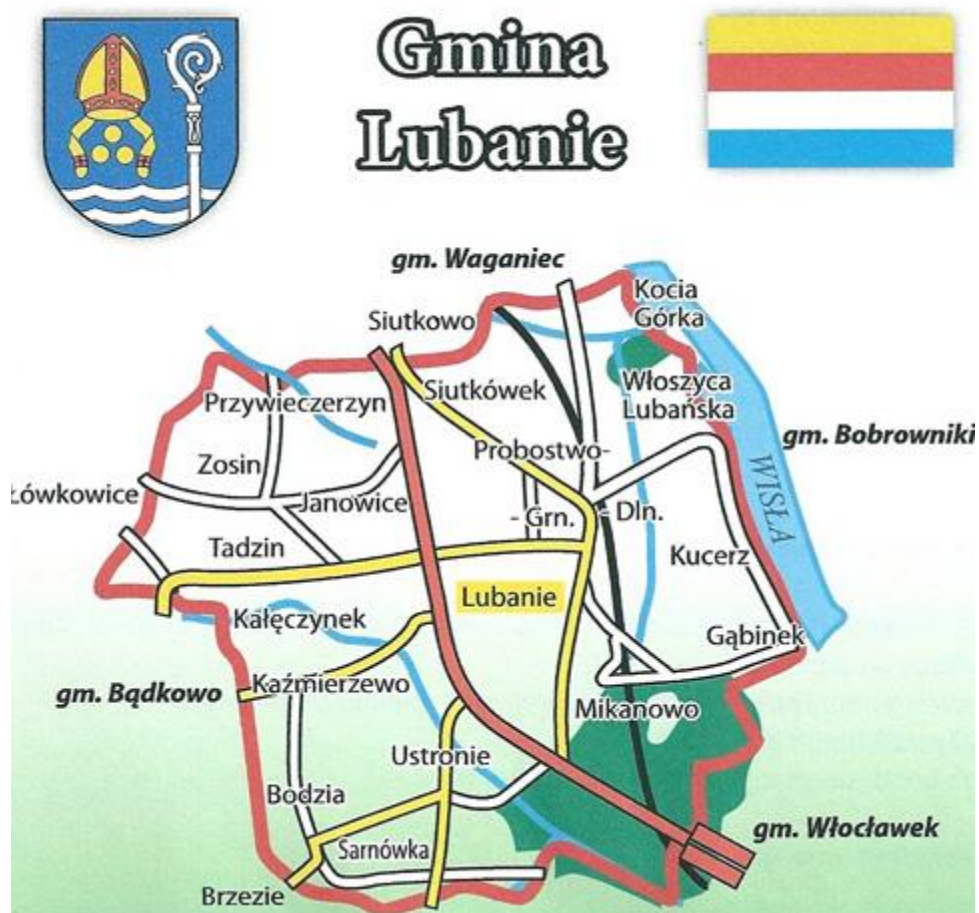 Gmina
Lubanie
gm. Waganiec
Kocia
Górka
Siutkowo
Siutkówek
Włoszyca
Lubańska
Przywieczerzyn
gm. Bobrowniki
Probostwo-
Zosin
WISŁA
Łówkowice
Janowice
- Grn.
- Dln.
Tadzin
Kucerz
Lubanie
Kałęczynek
Gąbinek
gm. Bądkowo
Kaźmierzewo
Mikanowo
Ustronie
Bodzia
gm. Włocławek
Sarnówka
Brzezie